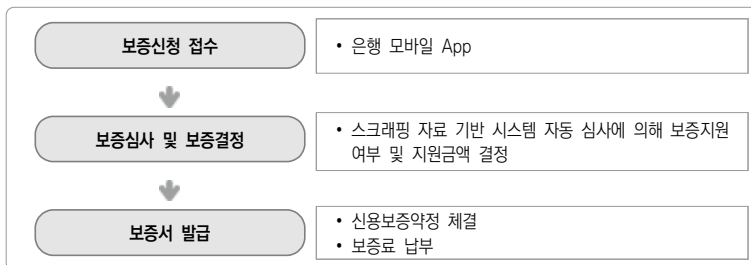 보증신청 접수
• 은행 모바일 App
보증심사 및 보증결정
• 스크래핑 자료 기반 시스템 자동 심사에 의해 보증지원
여부 및 지원금액 결정
보증서 발급
• 신용보증약정 체결
• 보증료 납부